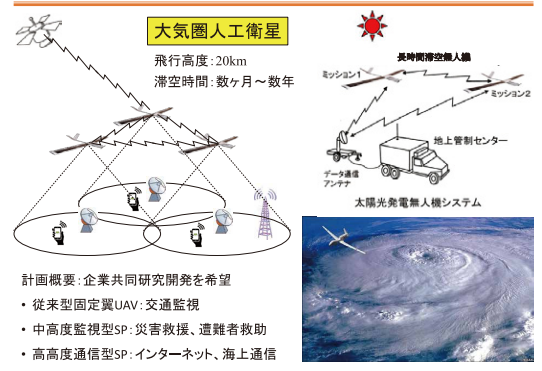 大気圏人工衛星
飛行高度:20km
滞空時間:数ヶ月～数年
長時間滞空無人機
ミッション1
ミッション2
地上管制センター
データ通信
アンテナ
太陽光発電無人機システム
計画概要:企業共同研究開発を希望
• 従来型固定翼UAV:交通監視
• 中高度監視型SP:災害救援、遭難者救助
• 高高度通信型SP:インターネット、海上通信